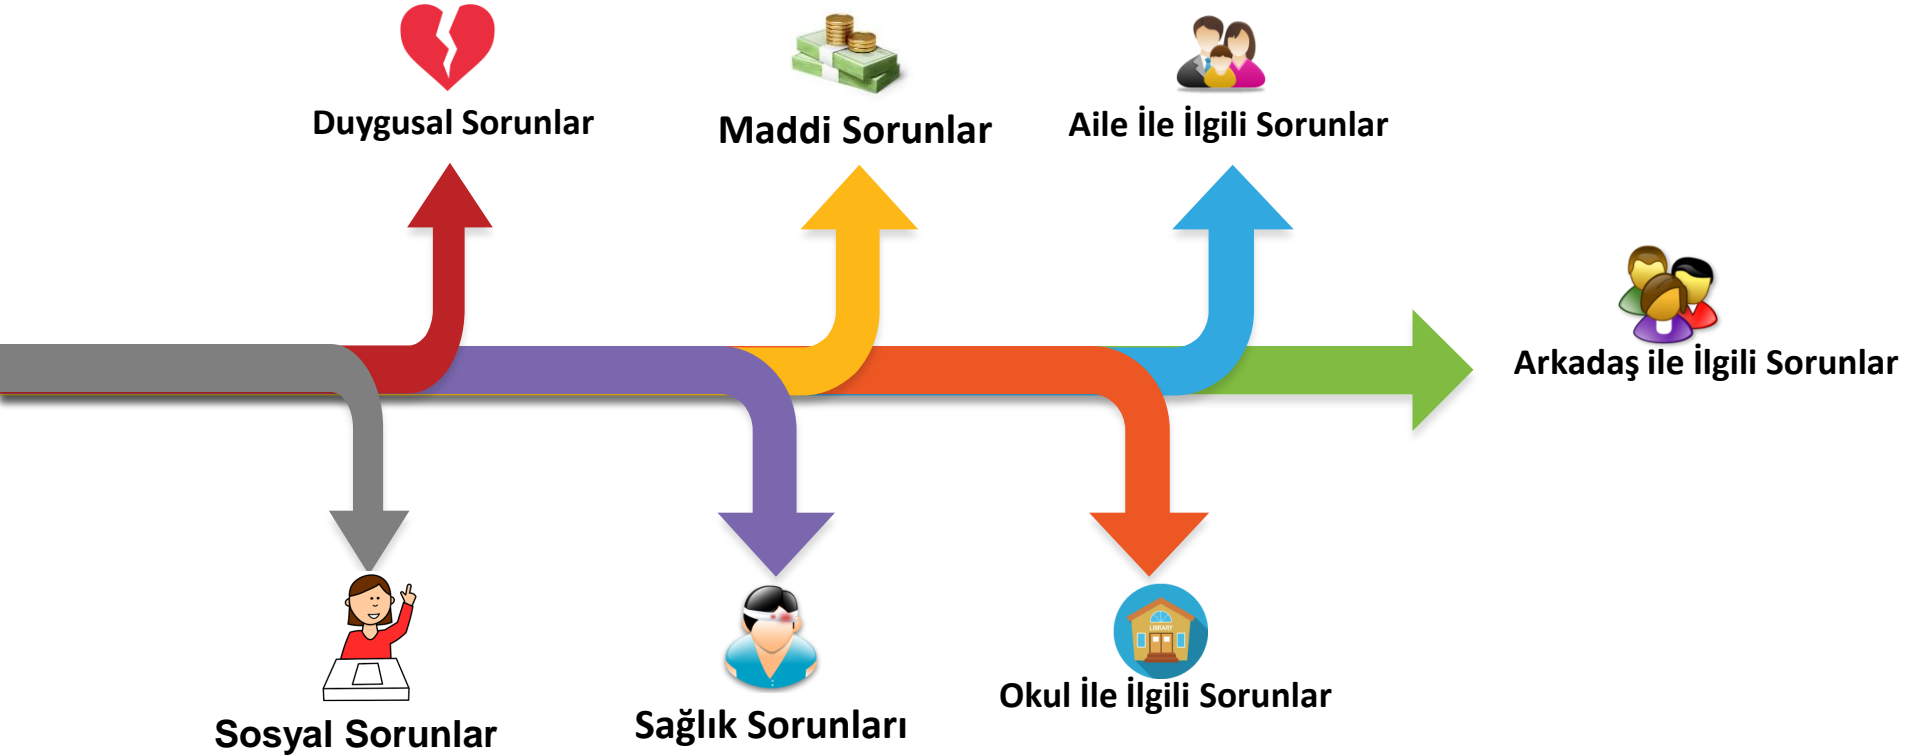 Duygusal Sorunlar
Maddi Sorunlar
Aile İle İlgili Sorunlar
Arkadaş ile İlgili Sorunlar
LIBRARY
Okul İle İlgili Sorunlar
Sağlık Sorunları
Sosyal Sorunlar